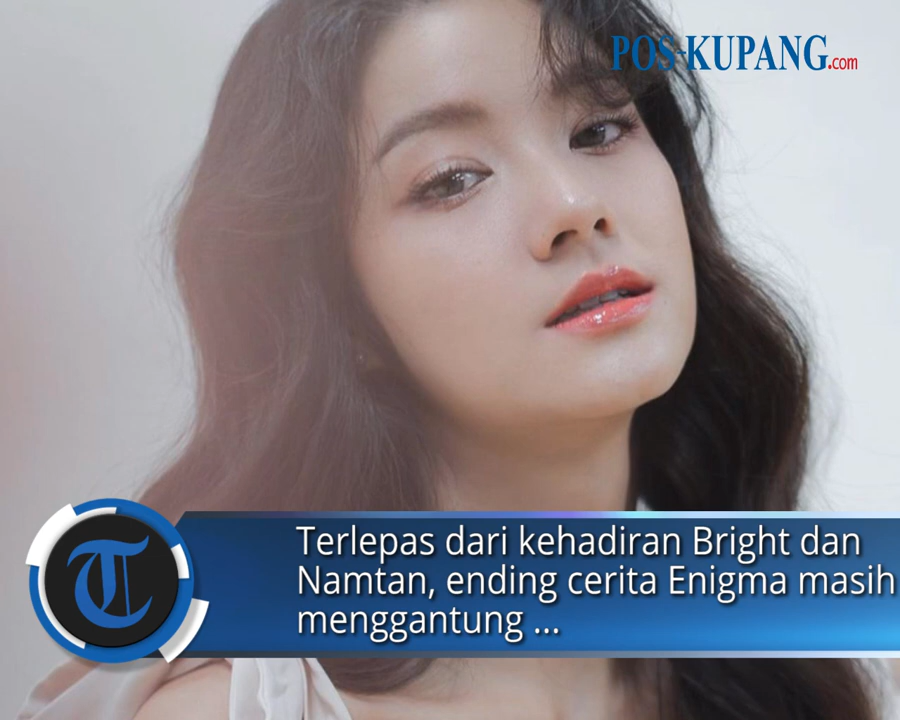 POS-KUPANG.com
Terlepas dari kehadiran Bright dan
Namtan, ending cerita Enigma masih
menggantung ...
T